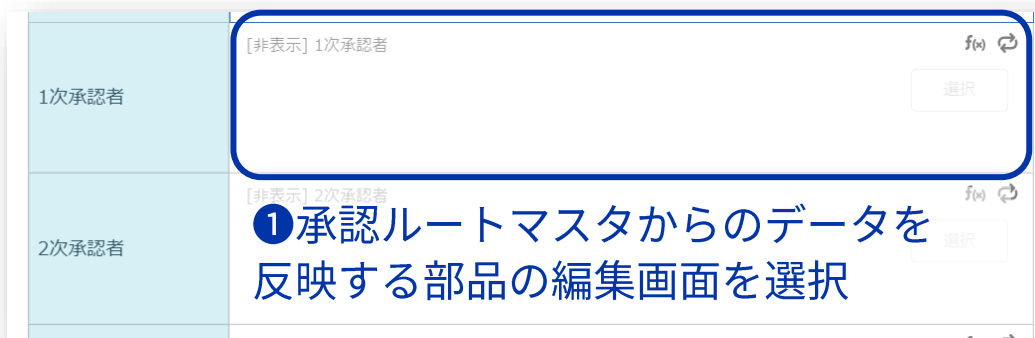 [非表示] 1次承認者 f(x)
選択
1次承認者
[非表示] 2次承認者 f(x)
選択
2次承認者
❶承認ルートマスタからのデータを
反映する部品の編集画面を選択